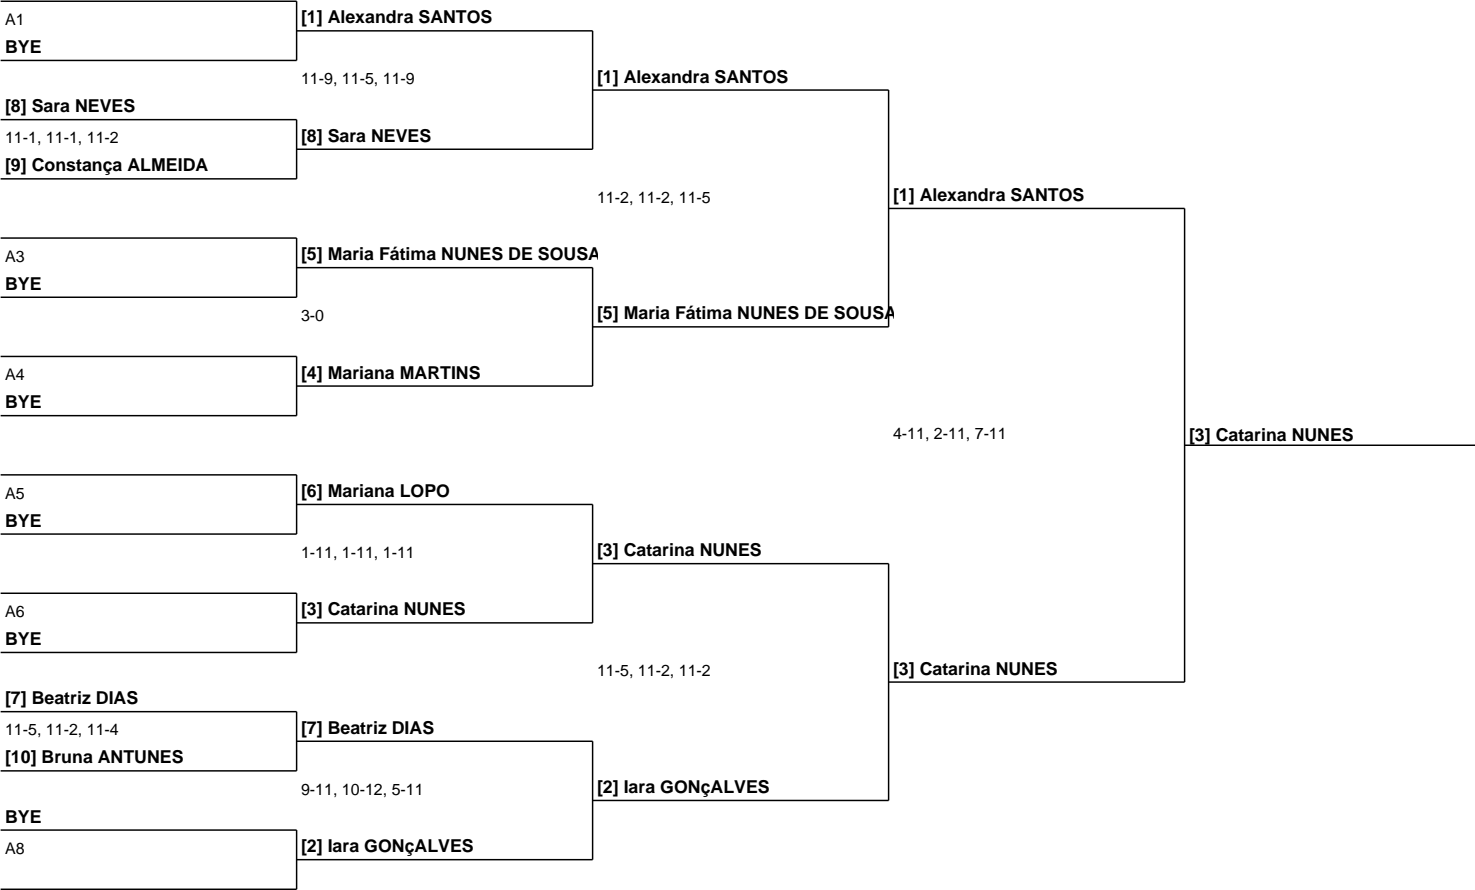 A1
BYE
[1] Alexandra SANTOS
11-9, 11-5, 11-9
[1] Alexandra SANTOS
[8] Sara NEVES
11-1, 11-1, 11-2
[8] Sara NEVES
[9] Constança ALMEIDA
11-2, 11-2, 11-5
[1] Alexandra SANTOS
A3
BYE
[5] Maria Fátima NUNES DE SOUSA
3-0
[5] Maria Fátima NUNES DE SOUSA
A4
BYE
[4] Mariana MARTINS
4-11, 2-11, 7-11
[3] Catarina NUNES
A5
BYE
[6] Mariana LOPO
1-11, 1-11, 1-11
[3] Catarina NUNES
A6
BYE
[3] Catarina NUNES
11-5, 11-2, 11-2
[3] Catarina NUNES
[7] Beatriz DIAS
11-5, 11-2, 11-4
[7] Beatriz DIAS
[10] Bruna ANTUNES
9-11, 10-12, 5-11
[2] Iara GONçALVES
BYE
A8
[2] Iara GONçALVES